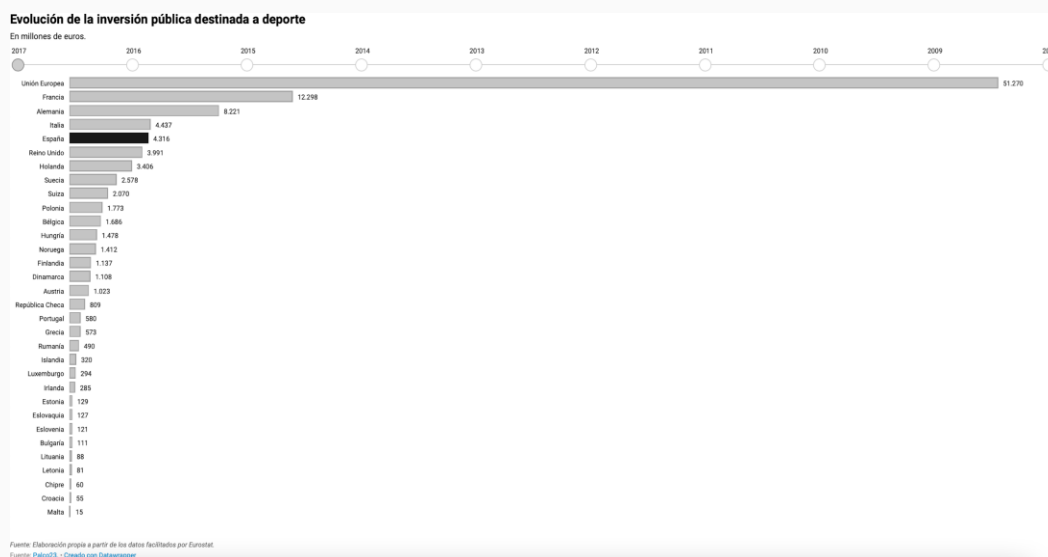 Evolución de la inversión pública destinada a deporte
En millones de euros.
2017 2016 2015 2014 2013 2012 2011 2010 2009
Unión Europea 51.270
Francia 12.298
Alemania 8.221
Italia 4.437
España 4.316
Reino Unido 3.991
Holanda 3.406
Suecia 2.578
Suiza 2.070
Polonia 1.773
Bélgica 1.686
Hungría 1.478
Noruega 1.412
Finlandia 1.137
Dinamarca 1.108
Austria 1.023
República Checa 809
Portugal 580
Grecia 573
Rumanía 490
Islandia 320
Luxemburgo 294
Irlanda 285
Estonia 129
Eslovaquia 127
Eslovenia 121
Bulgaria 111
Lituania 88
Letonia 81
Chipre 60
Croacia 55
Malta 15
Fuente: Elaboración propia a partir de los datos facilitados por Eurostat.
Fuente: Palco23. • Creado con Datawrapper